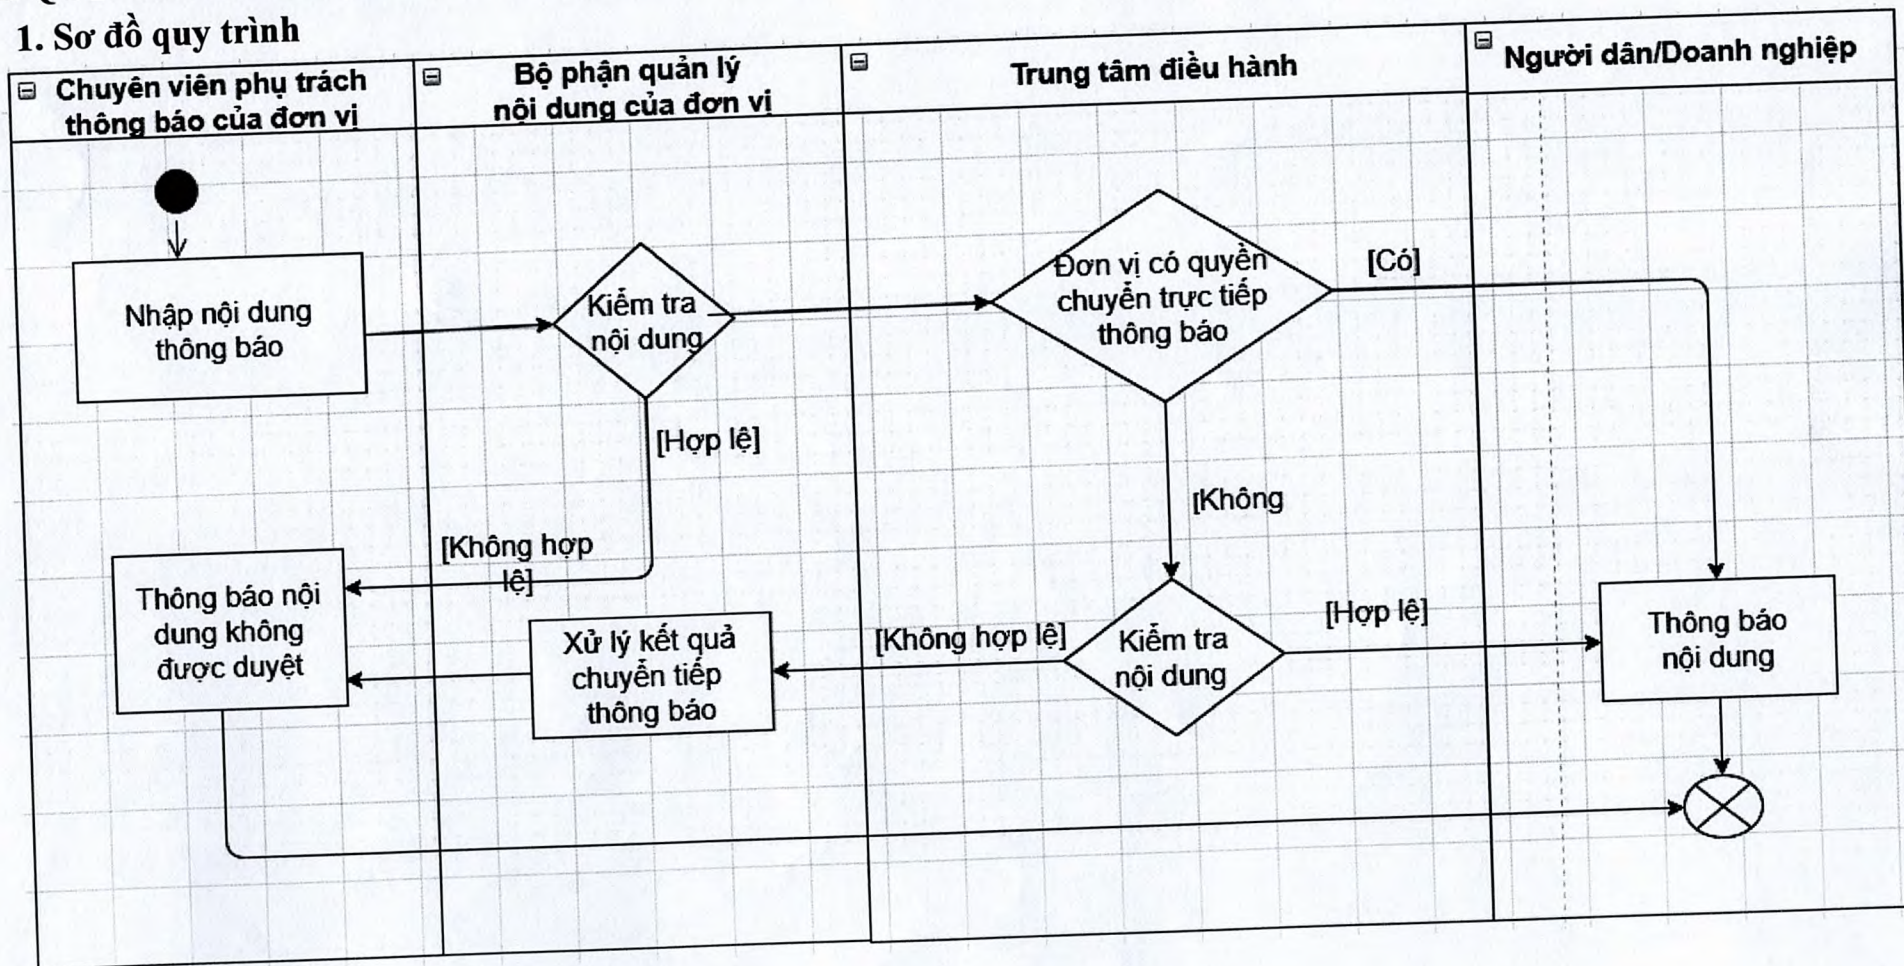 1. Sơ đồ quy trình
Chuyên viên phụ trách
thông báo của đơn vị
Bộ phận quản lý
nội dung của đơn vị
Trung tâm điều hành
Người dân/Doanh nghiệp
Nhập nội dung
thông báo
Kiểm tra
nội dung
Đơn vị có quyền
chuyển trực tiếp
thông báo
[Có]
[Hợp lệ]
[Không
[Không hợp
lệ]
Thông báo nội
dung không
được duyệt
Xử lý kết quả
chuyển tiếp
thông báo
[Không hợp lệ]
Kiểm tra
nội dung
[Hợp lệ]
Thông báo
nội dung